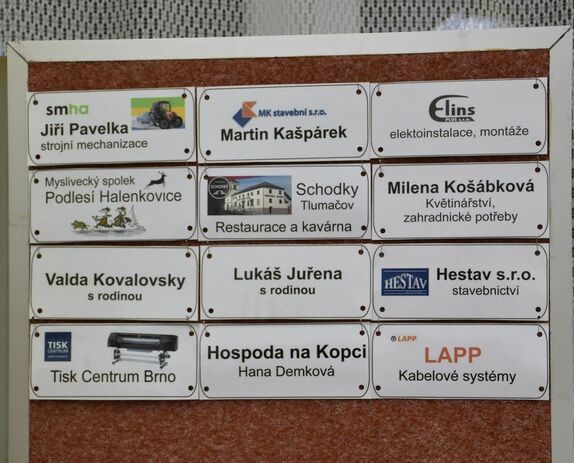 smha
Jiří Pavelka
strojní mechanizace
MK stavební s.r.o.
Martin Kašpárek
Elins
PLUS s.r.o.
elektoinstalace, montáže
Myslivecký spolek
Podlesí Halenkovice
SCHODKY
Schodky
Tlumačov
Restaurace a kavárna
Milena Košábková
Květinářství,
zahradnické potřeby
Valda Kovalovsky
s rodinou
Lukáš Juřena
s rodinou
HESTAV
Hestav s.r.o.
stavebnictví
TISK
CENTRUM
Tisk Centrum Brno
Hospoda na Kopci
Hana Demková
LAPP
LAPP
Kabelové systémy